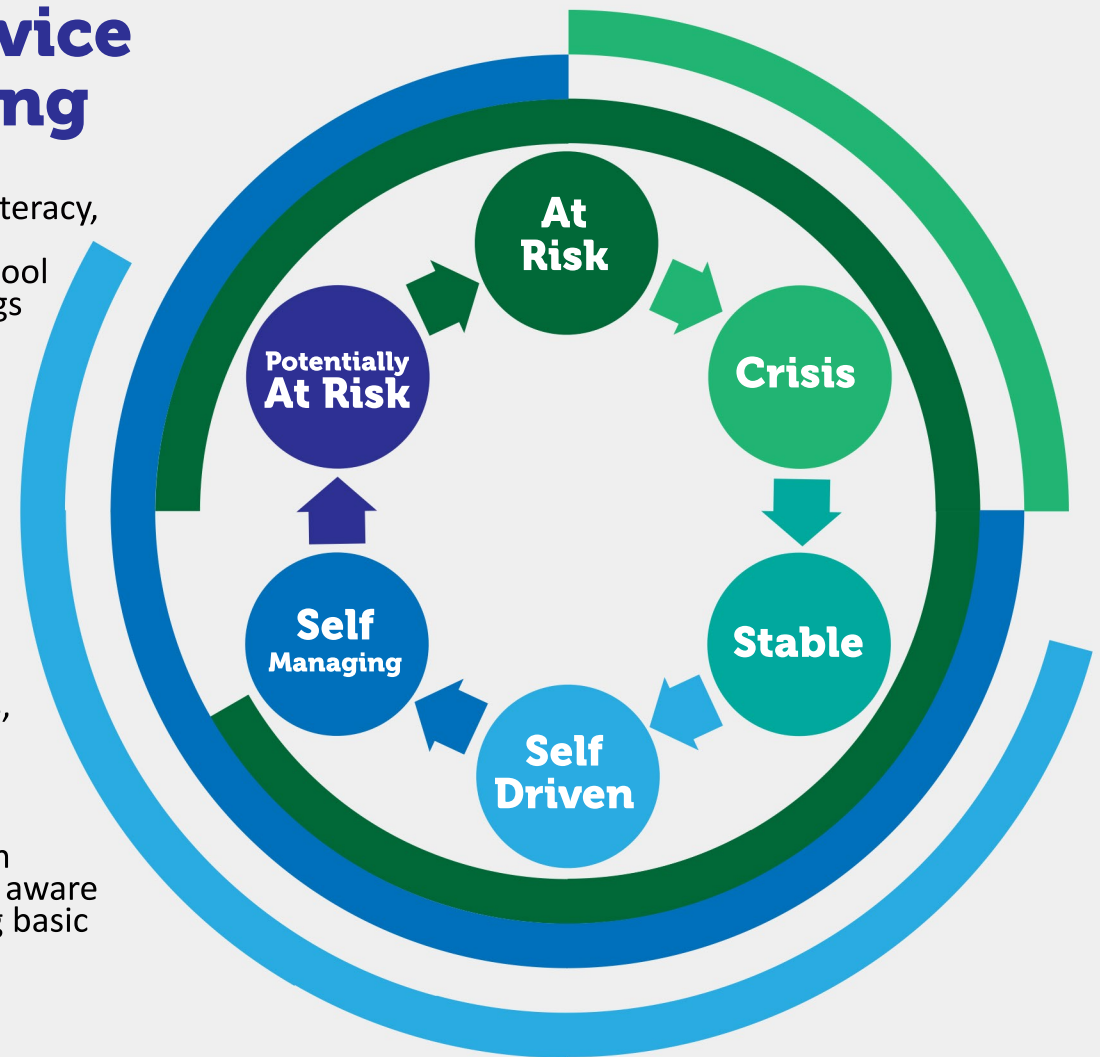 vice
ng
teracy,
ool
gs
,
n
aware
g basic
At
Risk
Potentially
At Risk
Crisis
Self
Managing
Stable
Self
Driven